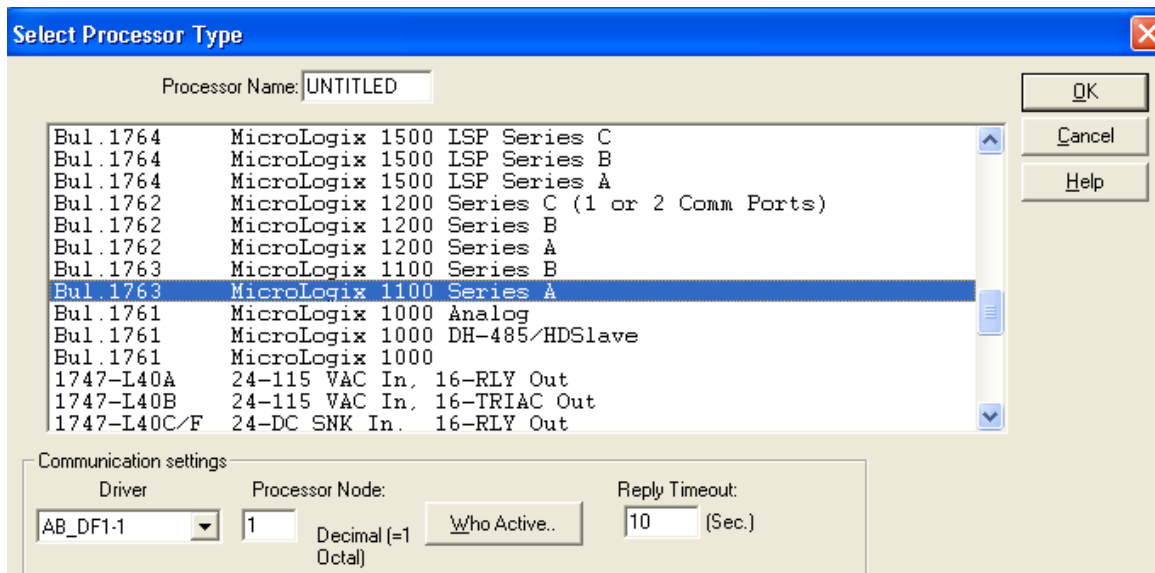 Select Processor Type
Processor Name: UNTITLED
OK
Cancel
Help
Bul.1764 MicroLogix 1500 LSP Series C
Bul.1764 MicroLogix 1500 LSP Series B
Bul.1764 MicroLogix 1500 LSP Series A
Bul.1762 MicroLogix 1200 Series C (1 or 2 Comm Ports)
Bul.1762 MicroLogix 1200 Series B
Bul.1762 MicroLogix 1200 Series A
Bul.1763 MicroLogix 1100 Series B
Bul.1763 MicroLogix 1100 Series A
Bul.1761 MicroLogix 1000 Analog
Bul.1761 MicroLogix 1000 DH-485/HDSlave
Bul.1761 MicroLogix 1000
1747-L40A 24-115 VAC In, 16-RLY Out
1747-L40B 24-115 VAC In, 16-TRIAC Out
1747-L40C/F 24-DC SNK In. 16-RLY Out
Communication settings
Driver Processor Node: Reply Timeout:
AB_DF1-1 1 Decimal (=1 Who Active.. 10 (Sec.)
Octal)